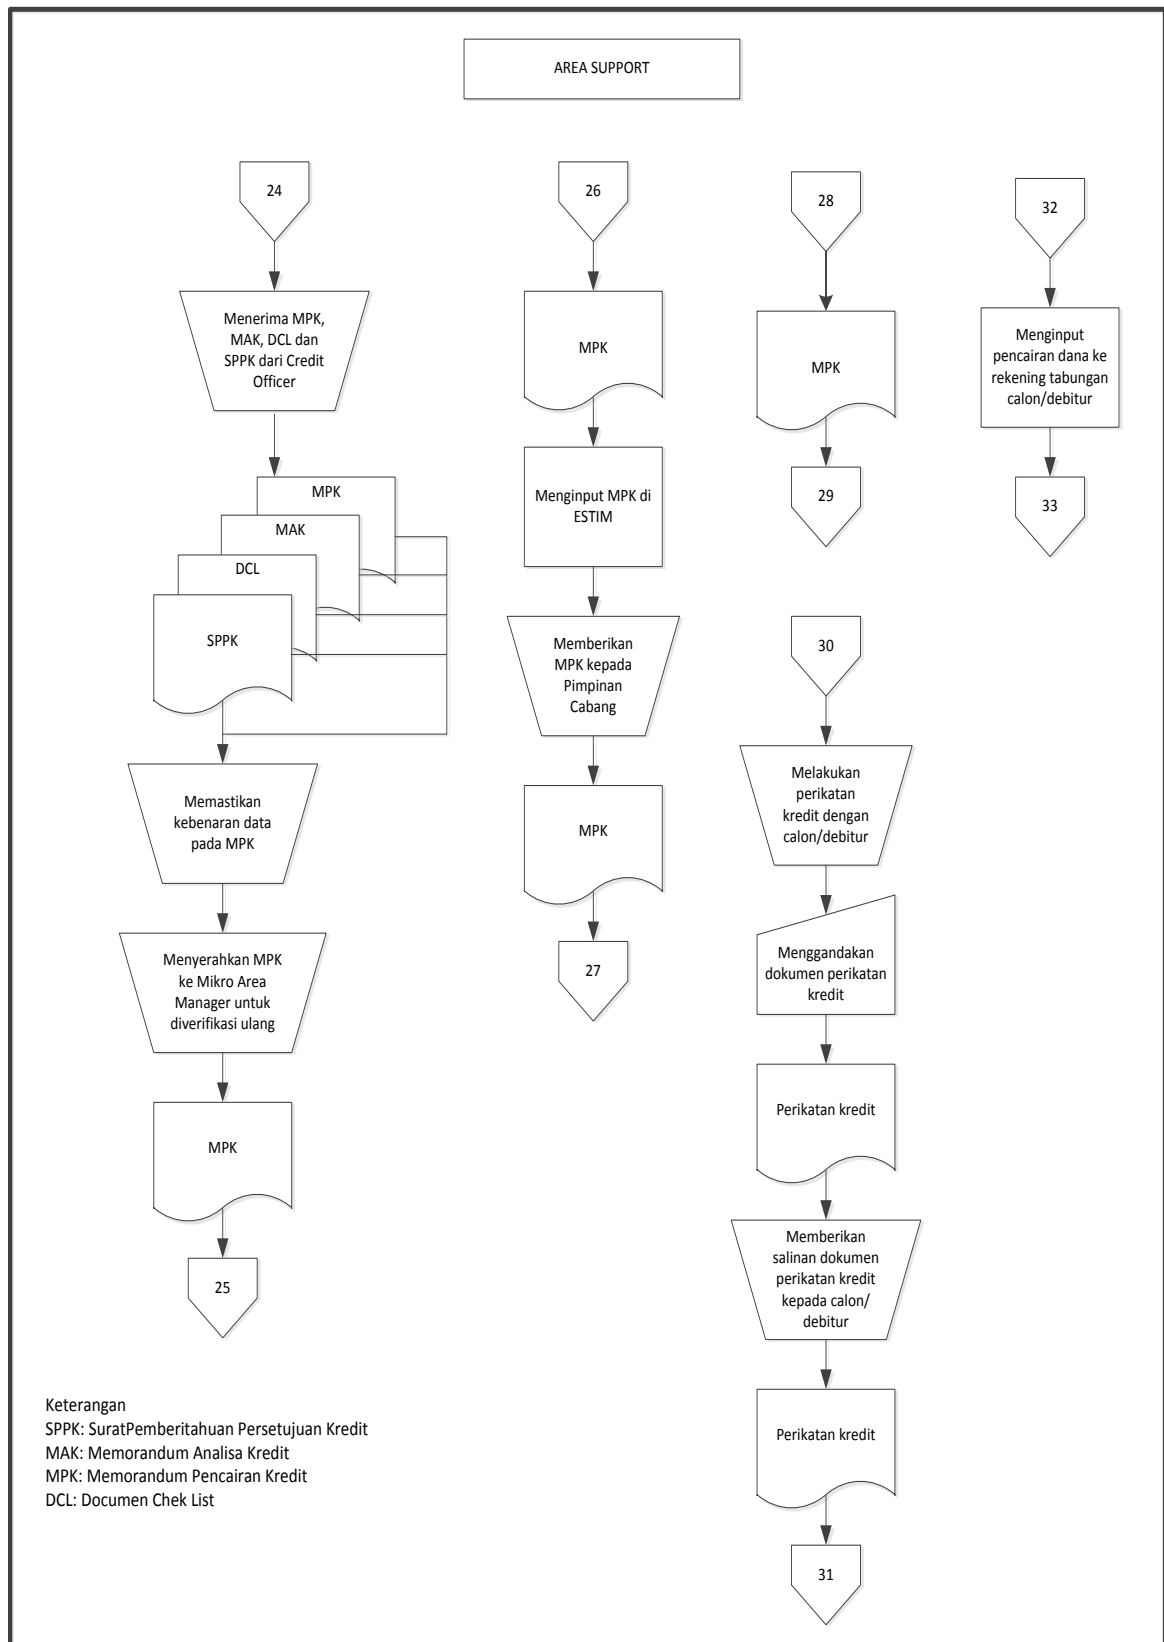 AREA SUPPORT
24
Menerima MPK,
MAK, DCL dan
SPPK dari Credit
Officer
MPK
MAK
DCL
SPPK
Memastikan
kebenaran data
pada MPK
Menyerahkan MPK
ke Mikro Area
Manager untuk
diverifikasi ulang
MPK
25
26
MPK
Menginput MPK di
ESTIM
Memberikan
MPK kepada
Pimpinan
Cabang
MPK
27
28
MPK
29
30
Melakukan
perikatan
kredit dengan
calon/debitur
Menggandakan
dokumen perikatan
kredit
Perikatan kredit
Memberikan
salinan dokumen
perikatan kredit
kepada calon/
debitur
Perikatan kredit
31
32
Menginput
pencairan dana ke
rekening tabungan
calon/debitur
33
Keterangan
SPPK: SuratPemberitahuan Persetujuan Kredit
MAK: Memorandum Analisa Kredit
MPK: Memorandum Pencairan Kredit
DCL: Documen Chek List